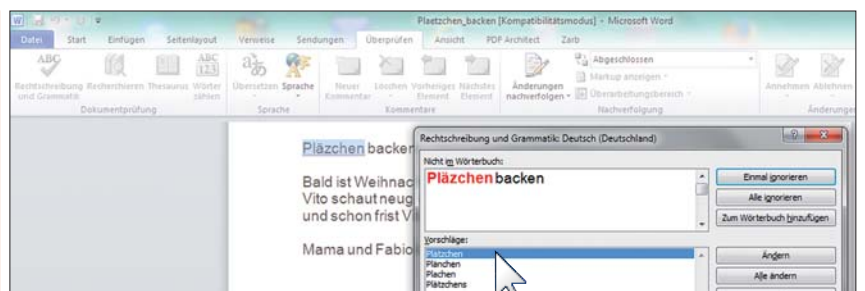 Plaetzchen_backen [Kompatibilitätsmodus] - Microsoft Word
Datei Start Einfügen Seitenlayout Verweise Sendungen Überprüfen Ansicht PDF Architect Zarb
Rechtschreibung und Grammatik
Recherchieren
Thesaurus
Wörter zählen
Dokumentprüfung
Übersetzen
Sprache
Sprache
Neuer Kommentar
Löschen
Vorheriges Element
Nächstes Element
Kommentare
Änderungen nachverfolgen
Abgeschlossen
Markup anzeigen
Überarbeitungsbereich
Nachverfolgung
Annehmen
Ablehnen
Änderunge
Pläzchen backen
Bald ist Weihnac
Vito schaut neug
und schon frist Vi
Mama und Fabio
Rechtschreibung und Grammatik: Deutsch (Deutschland)
Nicht im Wörterbuch:
Pläzchen backen
Einmal ignorieren
Alle ignorieren
Zum Wörterbuch hinzufügen
Vorschläge:
Plätzchen
Plänchen
Plachen
Plätzchens
Ändern
Alle ändern